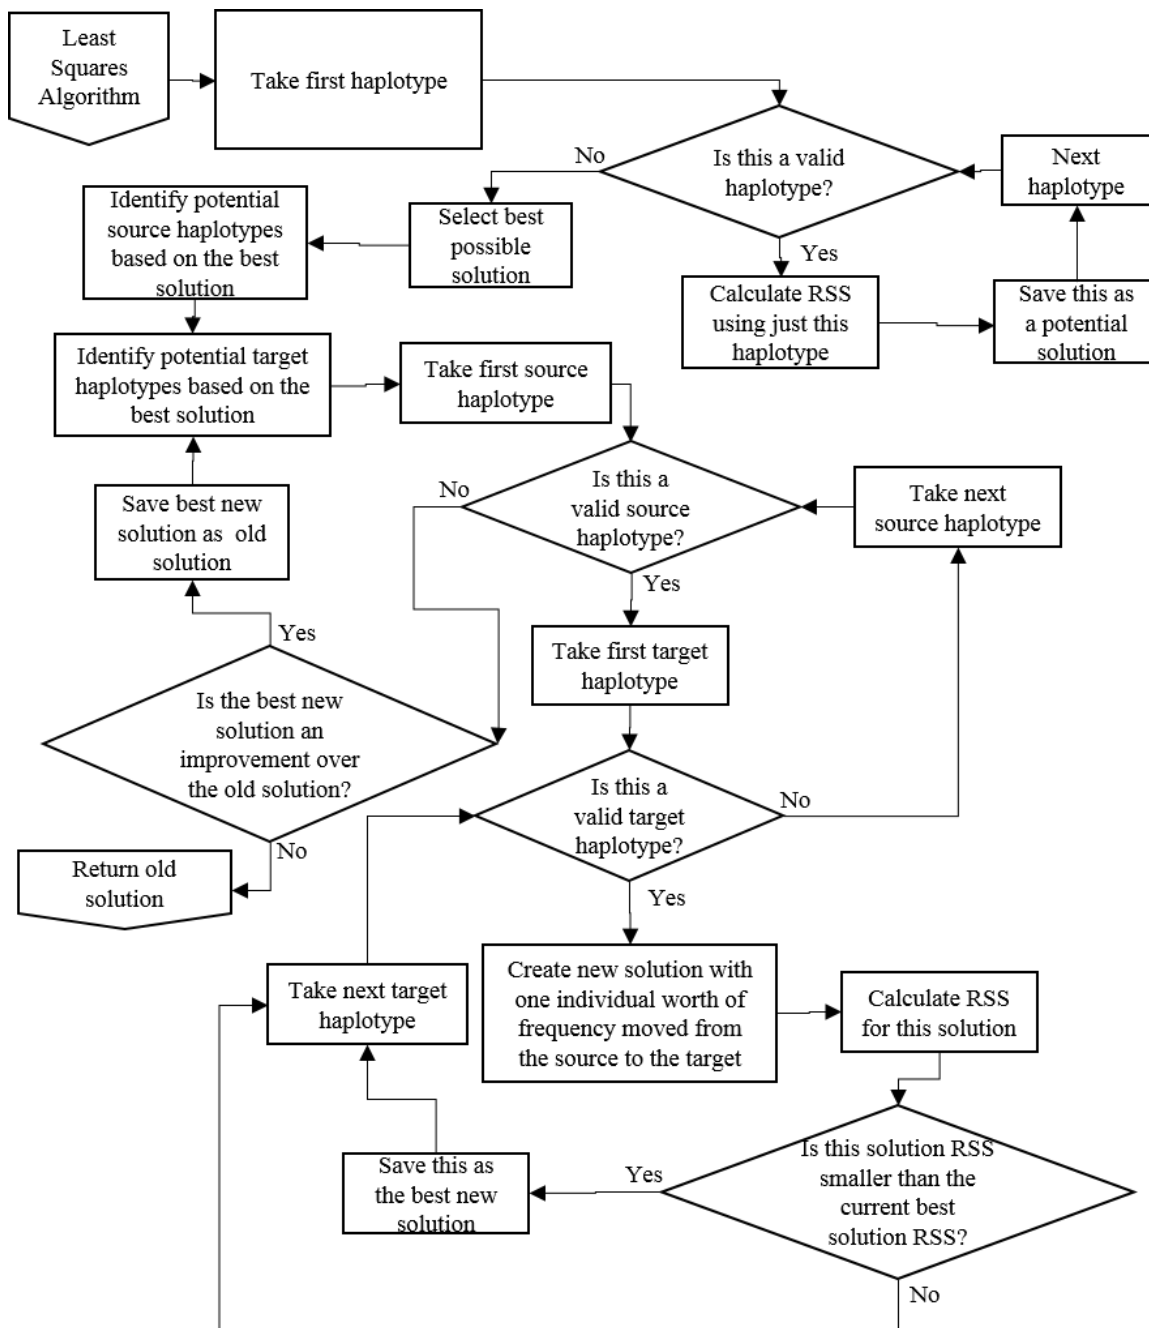 Least
Squares
Algorithm
Take first haplotype
Is this a valid
haplotype?
No
Yes
Next
haplotype
Calculate RSS
using just this
haplotype
Save this as
a potential
solution
Select best
possible
solution
Identify potential
source haplotypes
based on the best
solution
Identify potential target
haplotypes based on the
best solution
Take first source
haplotype
Is this a
valid source
haplotype?
No
Yes
Take next
source haplotype
Save best new
solution as  old
solution
Yes
Is the best new
solution an
improvement over
the old solution?
No
Return old
solution
Take first target
haplotype
Is this a
valid target
haplotype?
No
Yes
Create new solution with
one individual worth of
frequency moved from
the source to the target
Calculate RSS
for this solution
Take next target
haplotype
Is this solution RSS
smaller than the
current best
solution RSS?
Yes
No
Save this as
the best new
solution